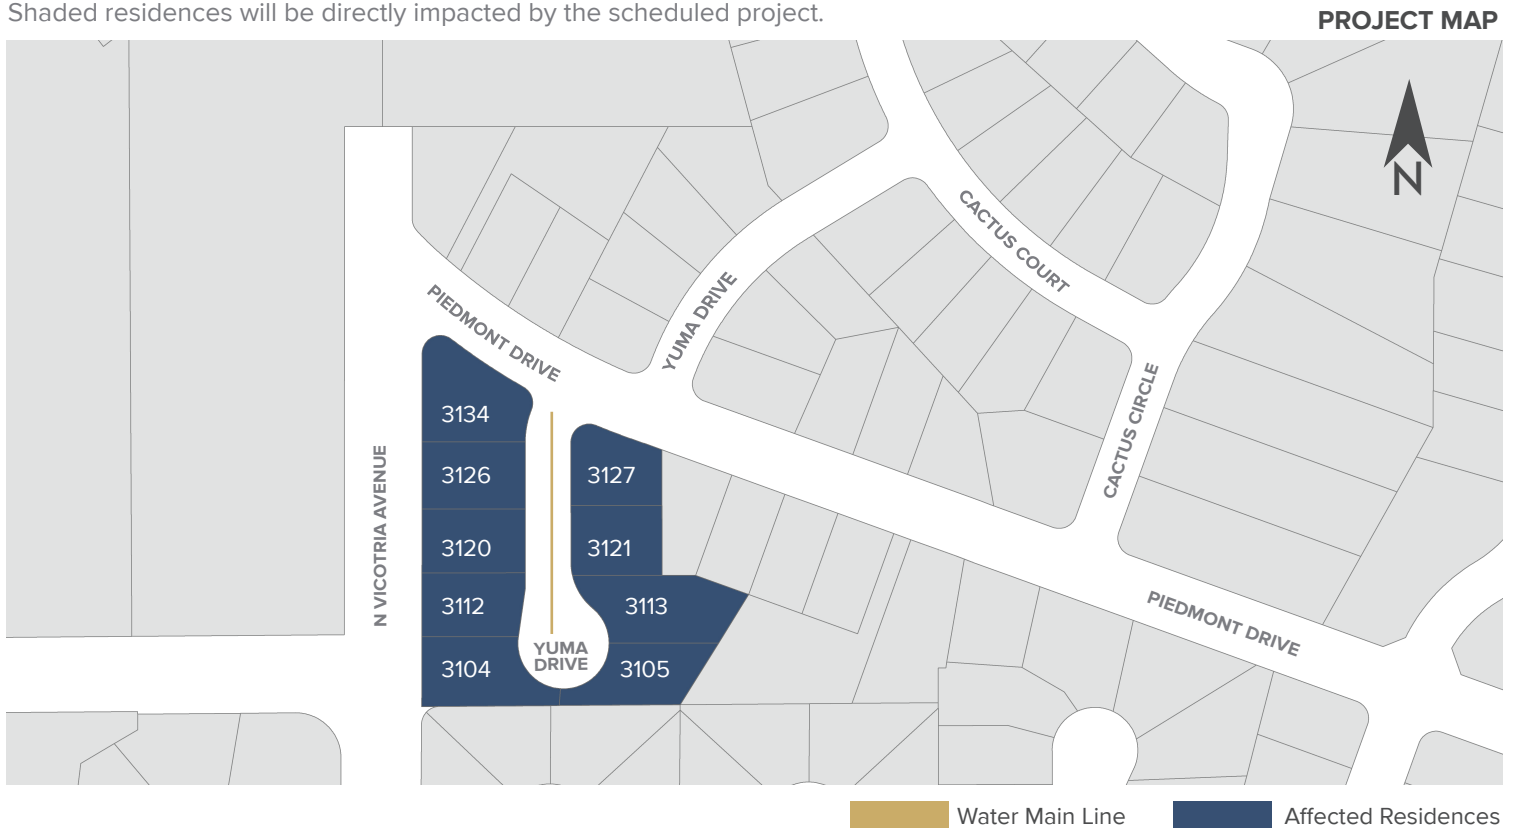 Shaded residences will be directly impacted by the scheduled project.
PROJECT MAP
N
CACTUS COURT
YUMA DRIVE
PIEDMONT DRIVE
CACTUS CIRCLE
N VICOTRIA AVENUE
3134
3126
3127
3120
3121
3112
3113
3104
YUMA
DRIVE
3105
PIEDMONT DRIVE
Water Main Line
Affected Residences